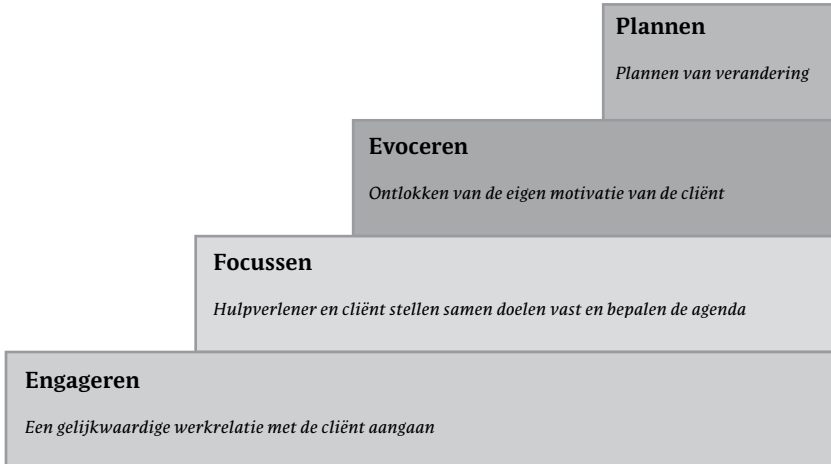 Plannen
Plannen van verandering
Evoceren
Ontlokken van de eigen motivatie van de cliënt
Focussen
Hulpverlener en cliënt stellen samen doelen vast en bepalen de agenda
Engageren
Een gelijkwaardige werkrelatie met de cliënt aangaan